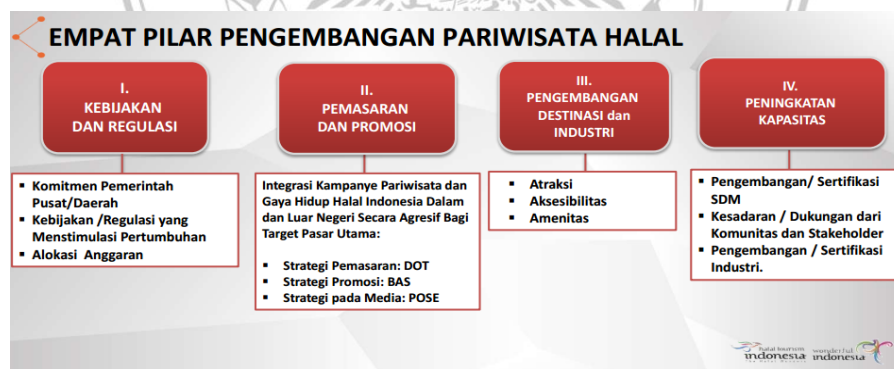 EMPAT PILAR PENGEMBANGAN PARIWISATA HALAL
I.
KEBIJAKAN
DAN REGULASI
▪ Komitmen Pemerintah
Pusat/Daerah
▪ Kebijakan /Regulasi yang
Menstimulasi Pertumbuhan
▪ Alokasi Anggaran
II.
PEMASARAN
DAN PROMOSI
Integrasi Kampanye Pariwisata dan
Gaya Hidup Halal Indonesia Dalam
dan Luar Negeri Secara Agresif Bagi
Target Pasar Utama:
▪ Strategi Pemasaran: DOT
▪ Strategi Promosi: BAS
▪ Strategi pada Media: POSE
III.
PENGEMBANGAN
DESTINASI dan
INDUSTRI
▪ Atraksi
▪ Aksesibilitas
▪ Amenitas
IV.
PENINGKATAN
KAPASITAS
▪ Pengembangan/ Sertifikasi
SDM
▪ Kesadaran / Dukungan dari
Komunitas dan Stakeholder
▪ Pengembangan / Sertifikasi
Industri.
halal tourism
indonesia
wonderful
indonesia